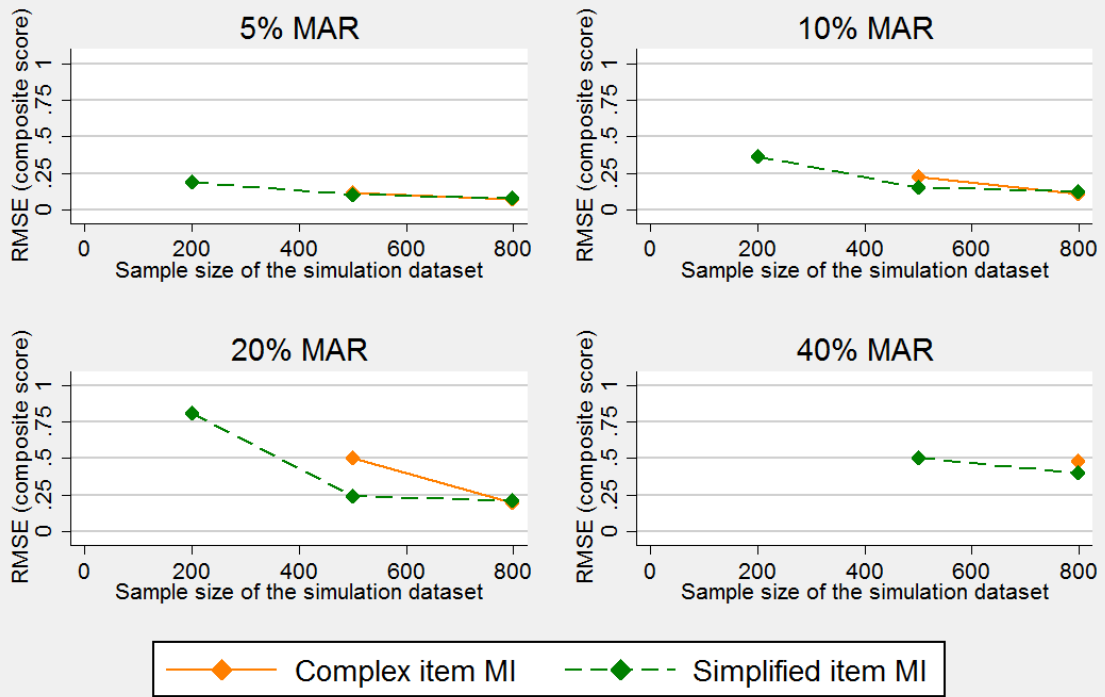 5% MAR
RMSE (composite score)
1
.75
.5
.25
0
0 200 400 600 800
Sample size of the simulation dataset
10% MAR
RMSE (composite score)
1
.75
.5
.25
0
0 200 400 600 800
Sample size of the simulation dataset
20% MAR
RMSE (composite score)
1
.75
.5
.25
0
0 200 400 600 800
Sample size of the simulation dataset
40% MAR
RMSE (composite score)
1
.75
.5
.25
0
0 200 400 600 800
Sample size of the simulation dataset
Complex item MI Simplified item MI